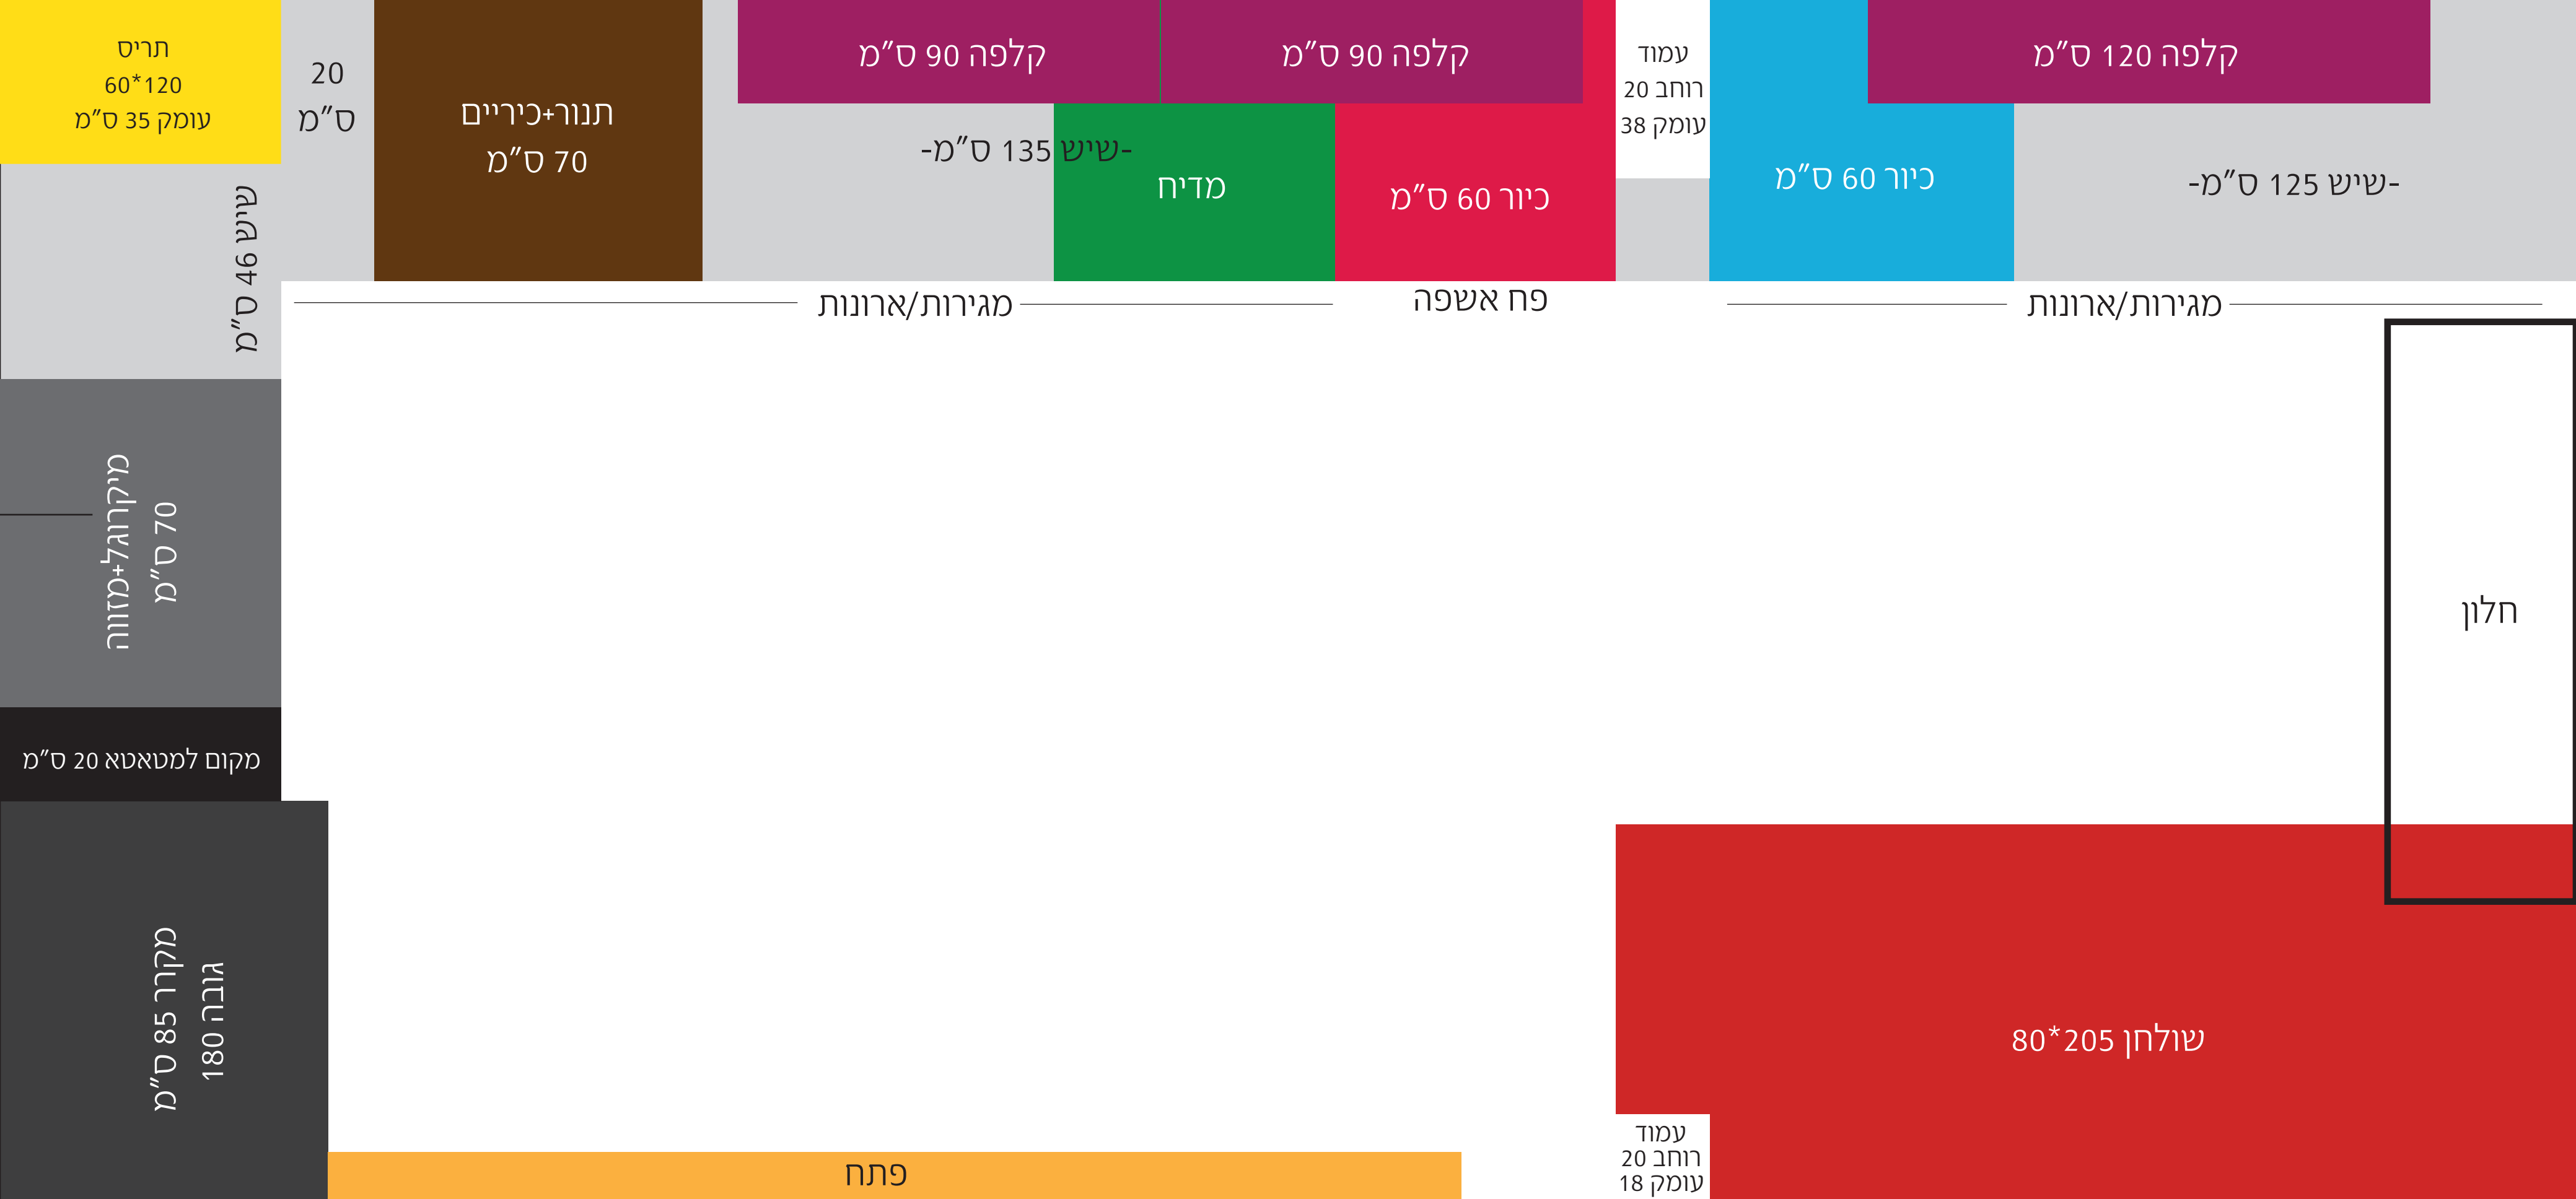 קלפה 120 ס"מ
עמוד
רוחב 20
עומק 38
קלפה 90 ס"מ
קלפה 90 ס"מ
20
ס"מ
תריס
60*120
עומק 35 ס"מ
-שיש 125 ס"מ-
כיור 60 ס"מ
כיור 60 ס"מ
מדיח
-שיש 135 ס"מ-
תנור+כיריים
70 ס"מ
שיש 46 ס"מ
מגירות/ארונות
פח אשפה
מגירות/ארונות
חלון
מיקרוגל+מזווה
70 ס"מ
מקום למטאטא 20 ס"מ
מקרר 85 ס"מ
גובה 180
שולחן 205*80
עמוד
רוחב 20
עומק 18
פתח